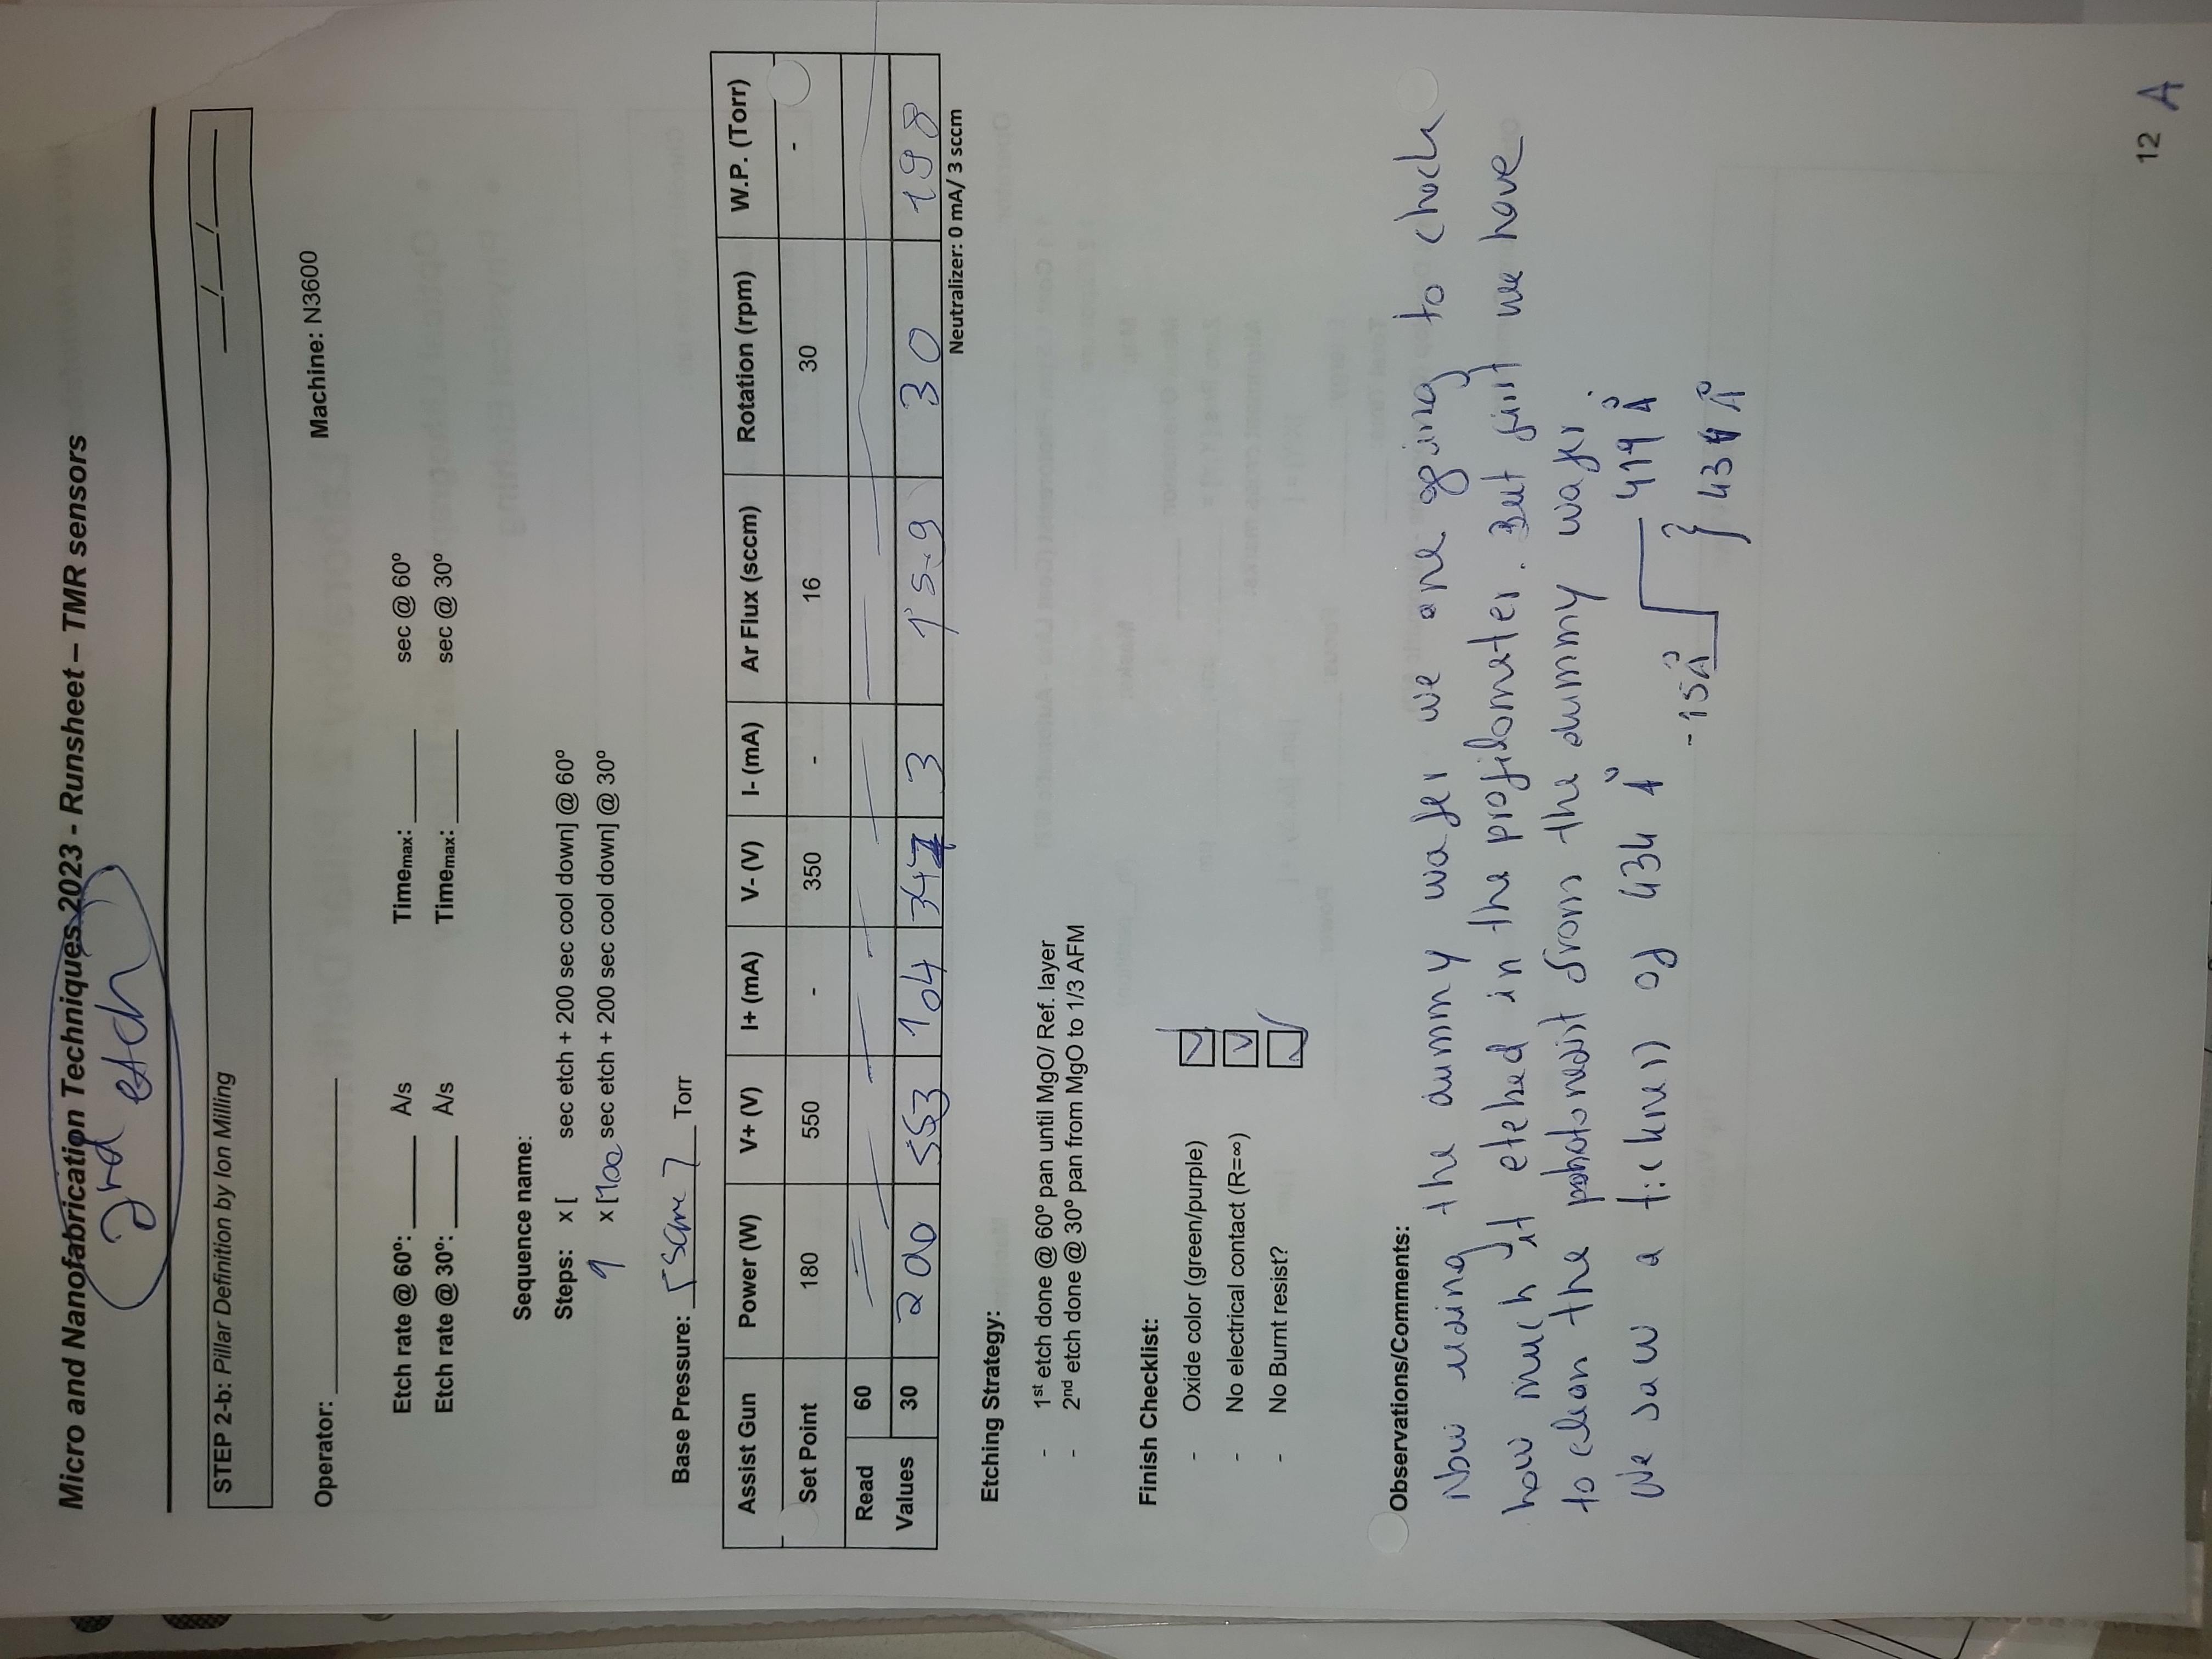 Micro and Nanofabrication Techniques 2023 - Runsheet – TMR sensors
2nd etch
STEP 2-b: Pillar Definition by Ion Milling ___/___/______
Operator: ____________ Machine: N3600
Etch rate @ 60º: ______ Å/s Timemax: ______ sec @ 60º
Etch rate @ 30º: ______ Å/s Timemax: ______ sec @ 30º
Sequence name:
Steps: x [ sec etch + 200 sec cool down] @ 60º
1 x [100 sec etch + 200 sec cool down] @ 30º
Base Pressure: same Torr
Assist Gun Power (W) V+ (V) I+ (mA) V- (V) I- (mA) Ar Flux (sccm) Rotation (rpm) W.P. (Torr)
Set Point 180 550 - 350 - 16 30 -
Read Values 60
30 200 553 104 347 3 15.9 30 198
Neutralizer: 0 mA/ 3 sccm
Etching Strategy:
- 1st etch done @ 60º pan until MgO/ Ref. layer
- 2nd etch done @ 30º pan from MgO to 1/3 AFM
Finish Checklist:
- Oxide color (green/purple) ✓
- No electrical contact (R=∞) ✓
- No Burnt resist? ✓
Observations/Comments:
Now using the dummy wafer we are going to check
how much it etched in the profilometer. But first we have
to clean the photoresist from the dummy wafer.
We saw a tickness of 434 Å
419 Å
-15Å
} 434 Å
12 A